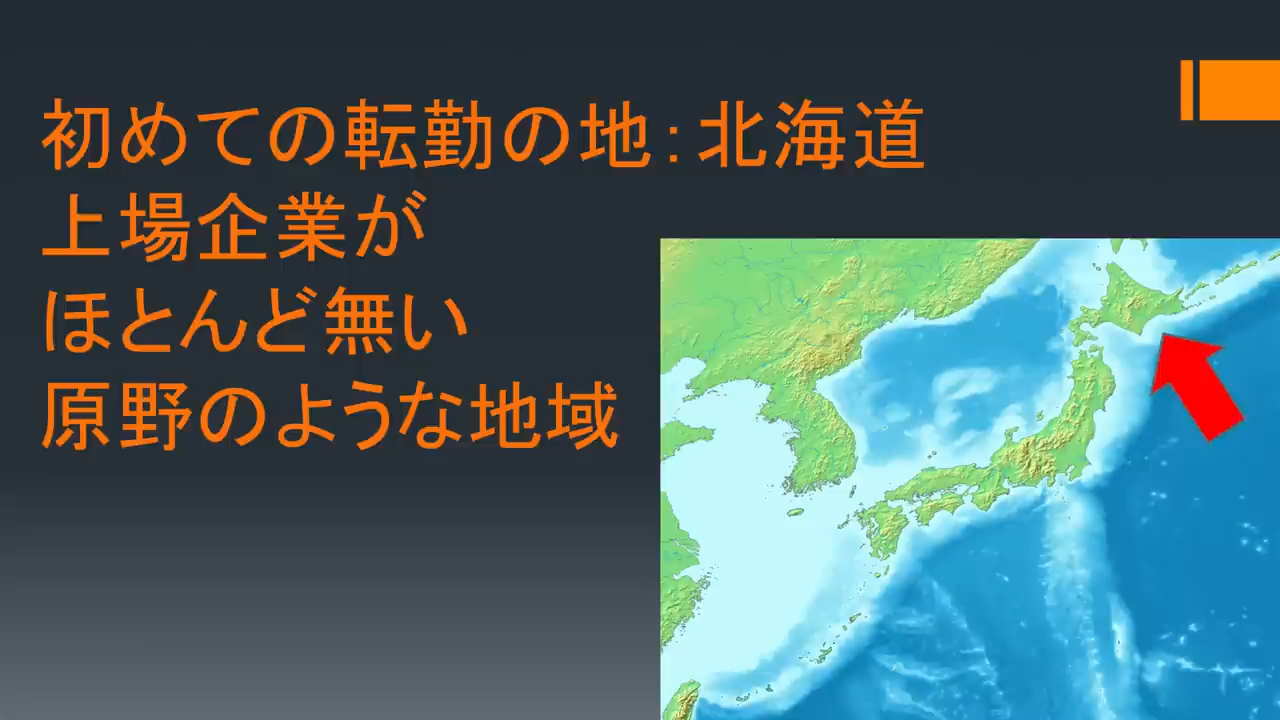 初めての転勤の地：北海道
上場企業が
ほとんど無い
原野のような地域